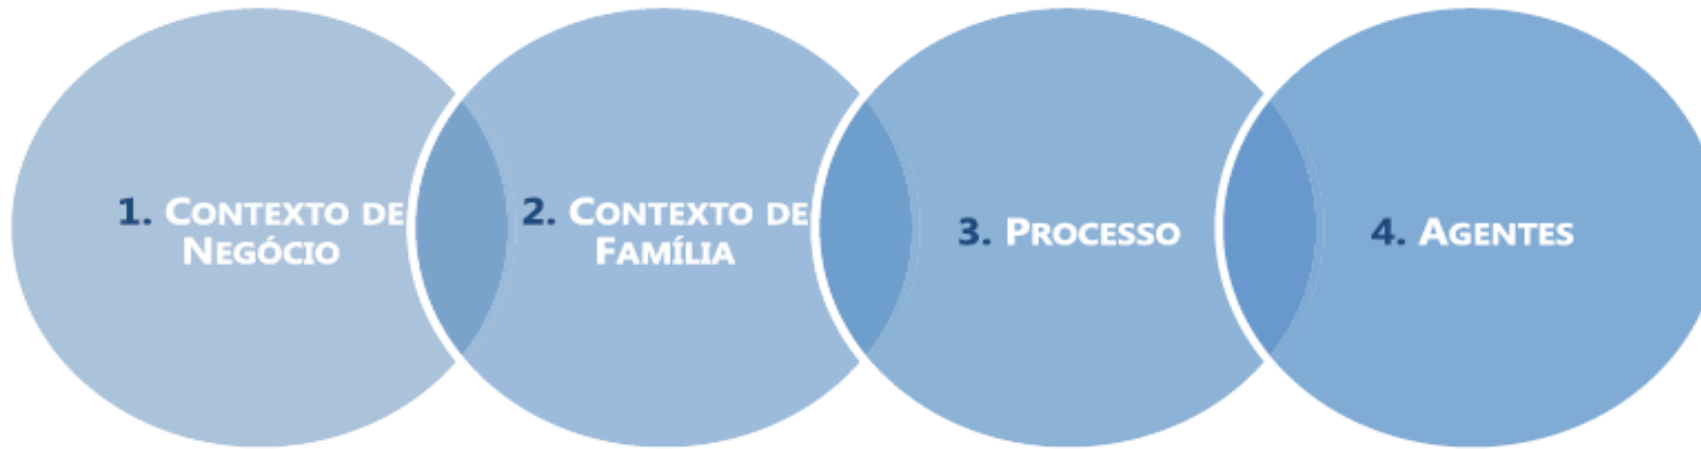 1. Contexto de
Negócio
2. Contexto de
Família
3. Processo
4. Agentes